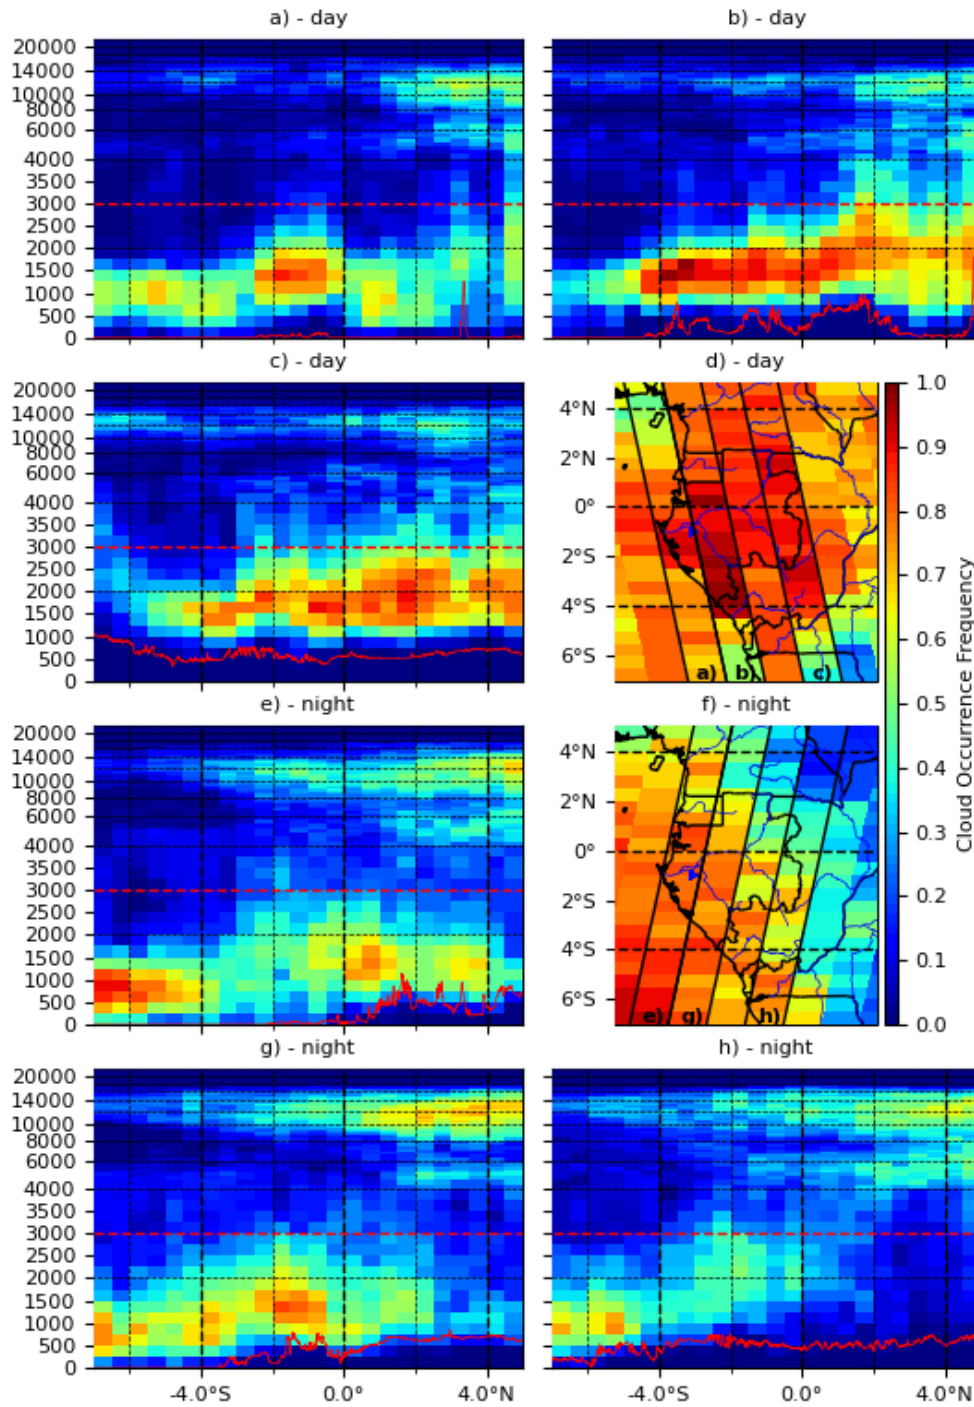 a) - day
b) - day
20000
14000
10000
8000
6000
4000
3500
3000
2500
2000
1500
1000
500
0
c) - day
d) - day
20000
14000
10000
8000
6000
4000
3500
3000
2500
2000
1500
1000
500
0
4°N
2°N
0°
2°S
4°S
6°S
a)
b)
c)
1.0
0.9
0.8
0.7
0.6
0.5
0.4
0.3
0.2
0.1
0.0
Cloud Occurrence Frequency
e) - night
f) - night
20000
14000
10000
8000
6000
4000
3500
3000
2500
2000
1500
1000
500
0
4°N
2°N
0°
2°S
4°S
6°S
e)
g)
h)
g) - night
h) - night
20000
14000
10000
8000
6000
4000
3500
3000
2500
2000
1500
1000
500
0
-4.0°S
0.0°
4.0°N
-4.0°S
0.0°
4.0°N